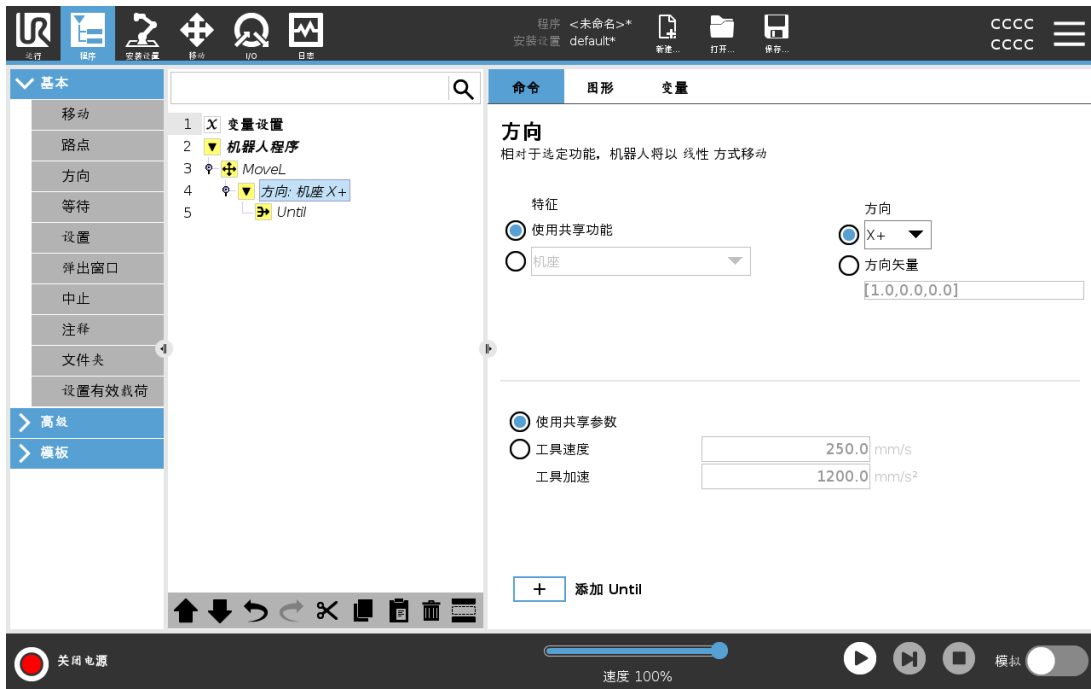 UR
运行
程序
安装设置
移动
I/O
日志
程序 <未命名>*
安装设置 default*
新建...
打开...
保存...
CCCC
CCCC
基本
移动
路点
方向
等待
设置
弹出窗口
中止
注释
文件夹
设置有效载荷
高级
模板
1 X 变量设置
2 机器人程序
3 MoveL
4 方向: 机座 X+
5 Until
命令 图形 变量
方向
相对于选定功能，机器人将以 线性 方式移动
特征
使用共享功能
机座
方向
X+
方向矢量
[1.0,0.0,0.0]
使用共享参数
工具速度 250.0 mm/s
工具加速 1200.0 mm/s²
+ 添加 Until
关闭电源
速度 100%
模拟